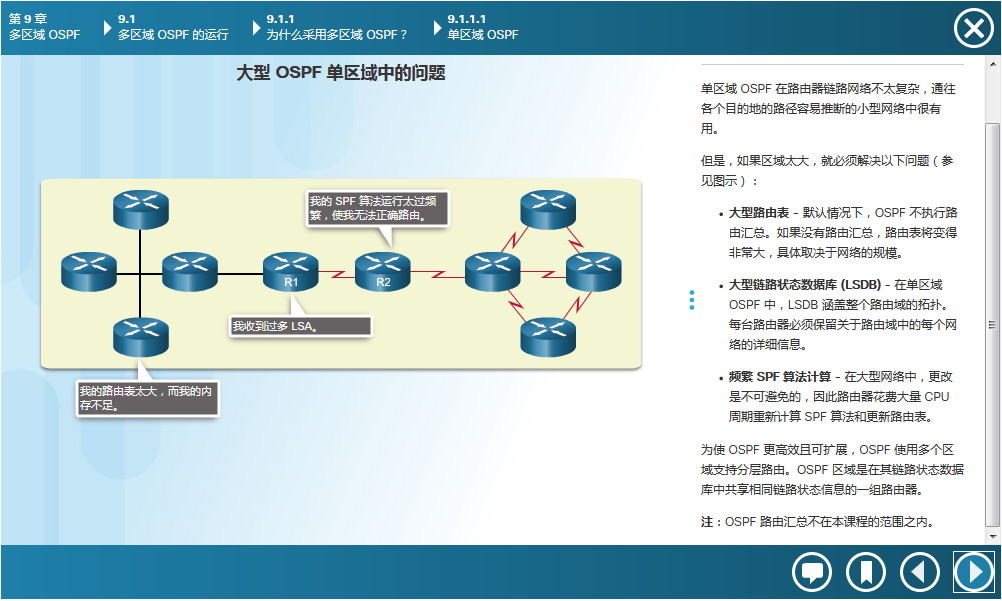 第 9 章
多区域 OSPF
9.1
多区域 OSPF 的运行
9.1.1
为什么采用多区域 OSPF？
9.1.1.1
单区域 OSPF
大型 OSPF 单区域中的问题
我的 SPF 算法运行太过频
繁，使我无法正确路由。
R1
R2
我收到过多 LSA。
我的路由表太大，而我的内
存不足。
单区域 OSPF 在路由器链路网络不太复杂，通往
各个目的地的路径容易推断的小型网络中很有
用。
但是，如果区域太大，就必须解决以下问题（参
见图示）：
• 大型路由表 - 默认情况下，OSPF 不执行路
由汇总。如果没有路由汇总，路由表将变得
非常大，具体取决于网络的规模。
• 大型链路状态数据库 (LSDB) - 在单区域
OSPF 中，LSDB 涵盖整个路由域的拓扑。
每台路由器必须保留关于路由域中的每个网
络的详细信息。
• 频繁 SPF 算法计算 - 在大型网络中，更改
是不可避免的，因此路由器花费大量 CPU
周期重新计算 SPF 算法和更新路由表。
为使 OSPF 更高效且可扩展，OSPF 使用多个区
域支持分层路由。OSPF 区域是在其链路状态数据
库中共享相同链路状态信息的一组路由器。
注：OSPF 路由汇总不在本课程的范围之内。